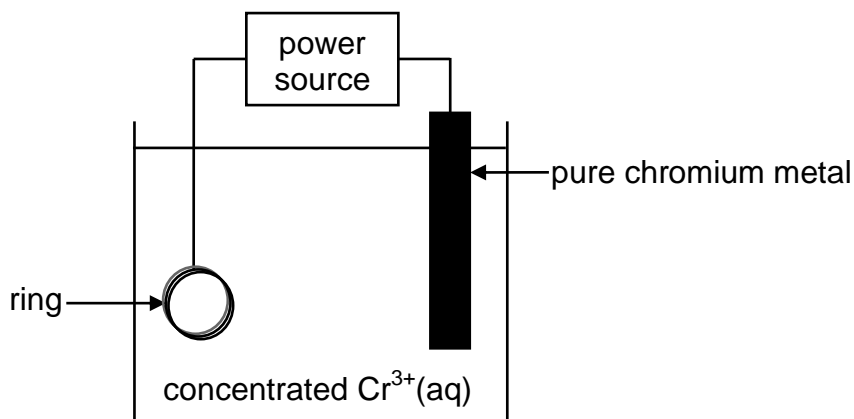 power
source
pure chromium metal
ring
concentrated Cr³⁺(aq)